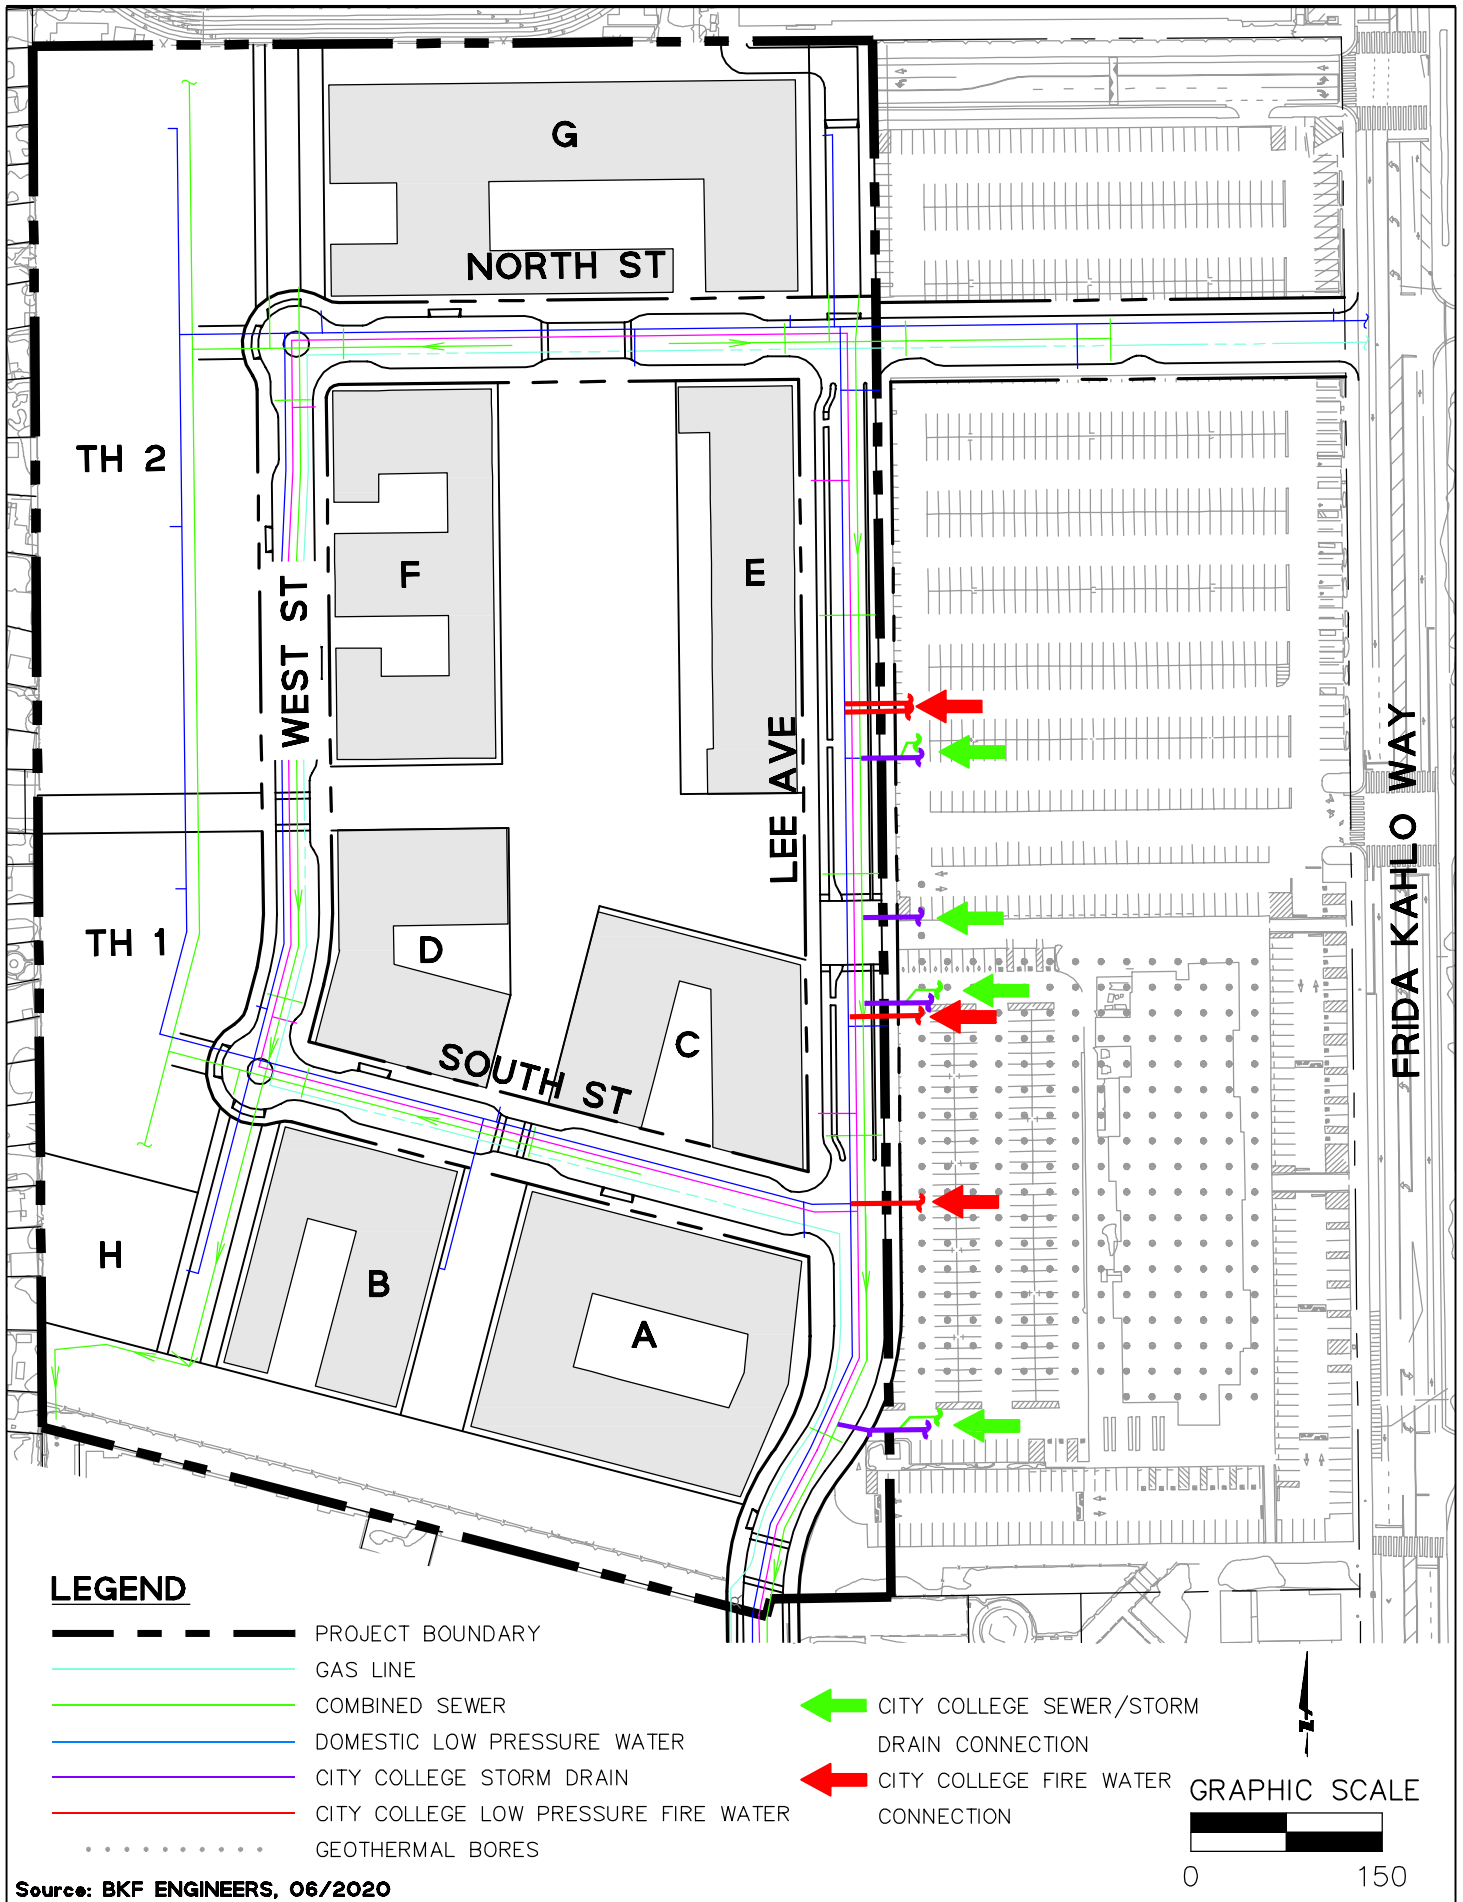 G
NORTH ST
TH 2
F
E
WEST ST
LEE AVE
FRIDA KAHLO WAY
TH 1
D
C
SOUTH ST
H
B
A
LEGEND
PROJECT BOUNDARY
GAS LINE
COMBINED SEWER
DOMESTIC LOW PRESSURE WATER
CITY COLLEGE STORM DRAIN
CITY COLLEGE LOW PRESSURE FIRE WATER
GEOTHERMAL BORES
CITY COLLEGE SEWER/STORM
DRAIN CONNECTION
CITY COLLEGE FIRE WATER
CONNECTION
Z
GRAPHIC SCALE
0 150
Source: BKF ENGINEERS, 06/2020